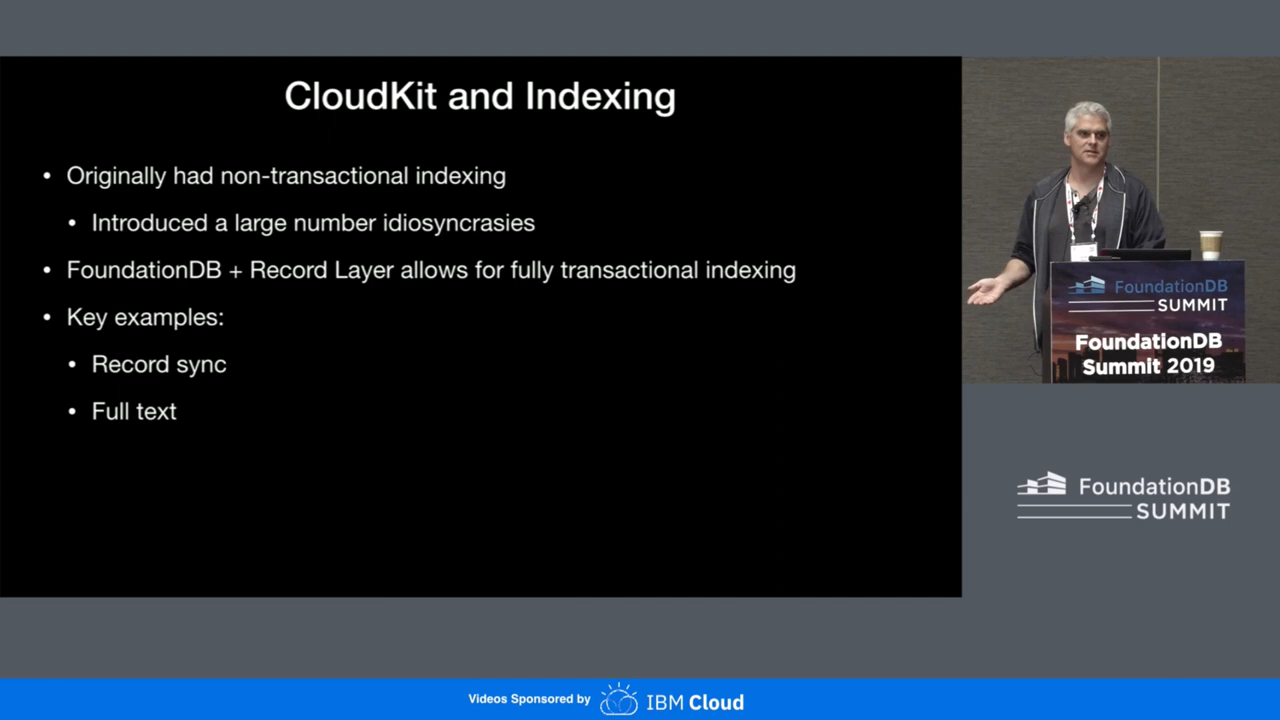 CloudKit and Indexing
• Originally had non-transactional indexing
• Introduced a large number idiosyncrasies
• FoundationDB + Record Layer allows for fully transactional indexing
• Key examples:
• Record sync
• Full text
FoundationDB
SUMMIT
FoundationDB
Summit 2019
FoundationDB
SUMMIT
Videos Sponsored by IBM Cloud